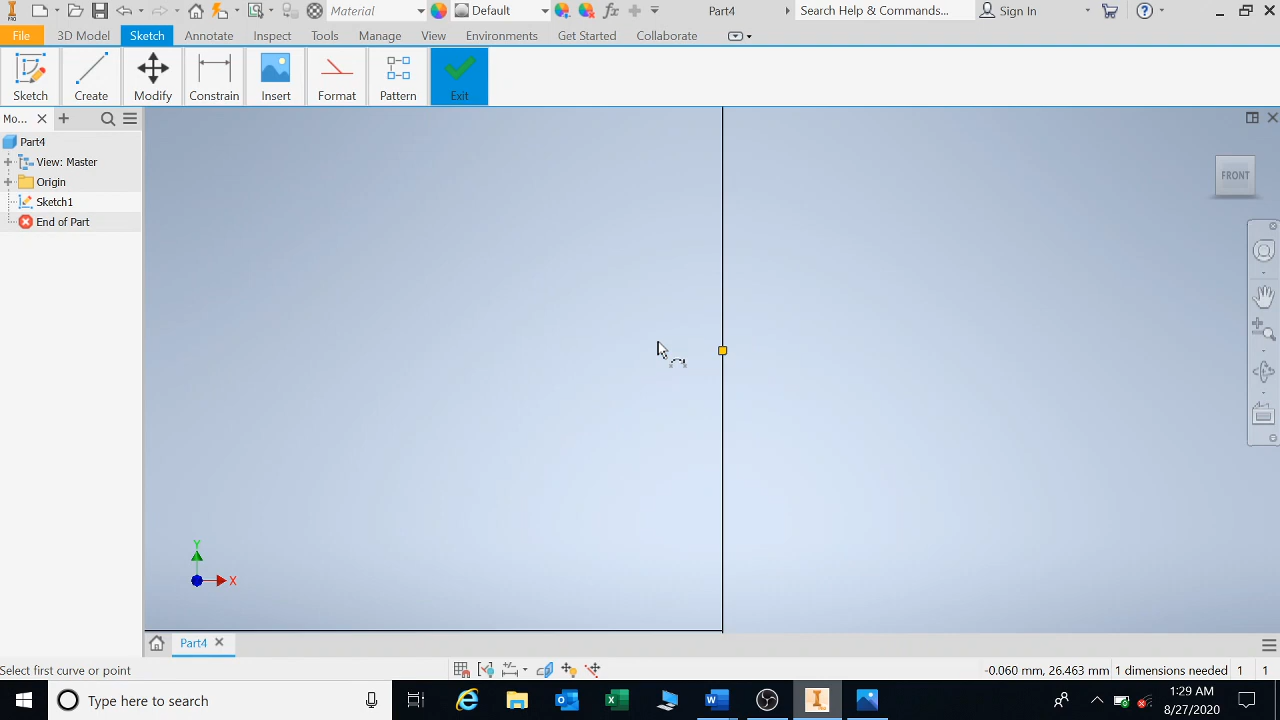 PRO
Material
Default
Part4
Search Help & Commands...
Sign In
File
3D Model
Sketch
Annotate
Inspect
Tools
Manage
View
Environments
Get Started
Collaborate
Sketch
Create
Modify
Constrain
Insert
Format
Pattern
Exit
Mo...
Part4
View: Master
Origin
Sketch1
End of Part
FRONT
Y
X
Part4
Select first curve or point
-0.060 mm, 26.463 mm 1 dimensions needed 1 1
Type here to search
1:29 AM
8/27/2020